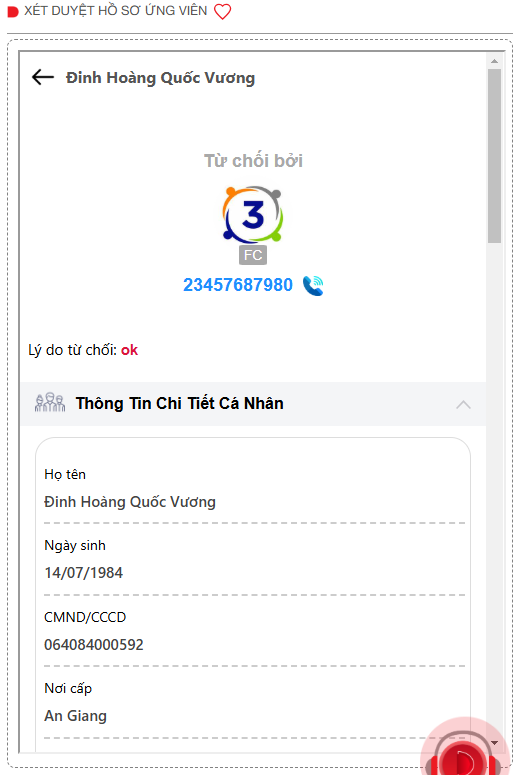 XÉT DUYỆT HỒ SƠ ỨNG VIÊN
Đinh Hoàng Quốc Vương
Từ chối bởi
3
FC
23457687980
Lý do từ chối: ok
Thông Tin Chi Tiết Cá Nhân
Họ tên
Đinh Hoàng Quốc Vương
Ngày sinh
14/07/1984
CMND/CCCD
064084000592
Nơi cấp
An Giang